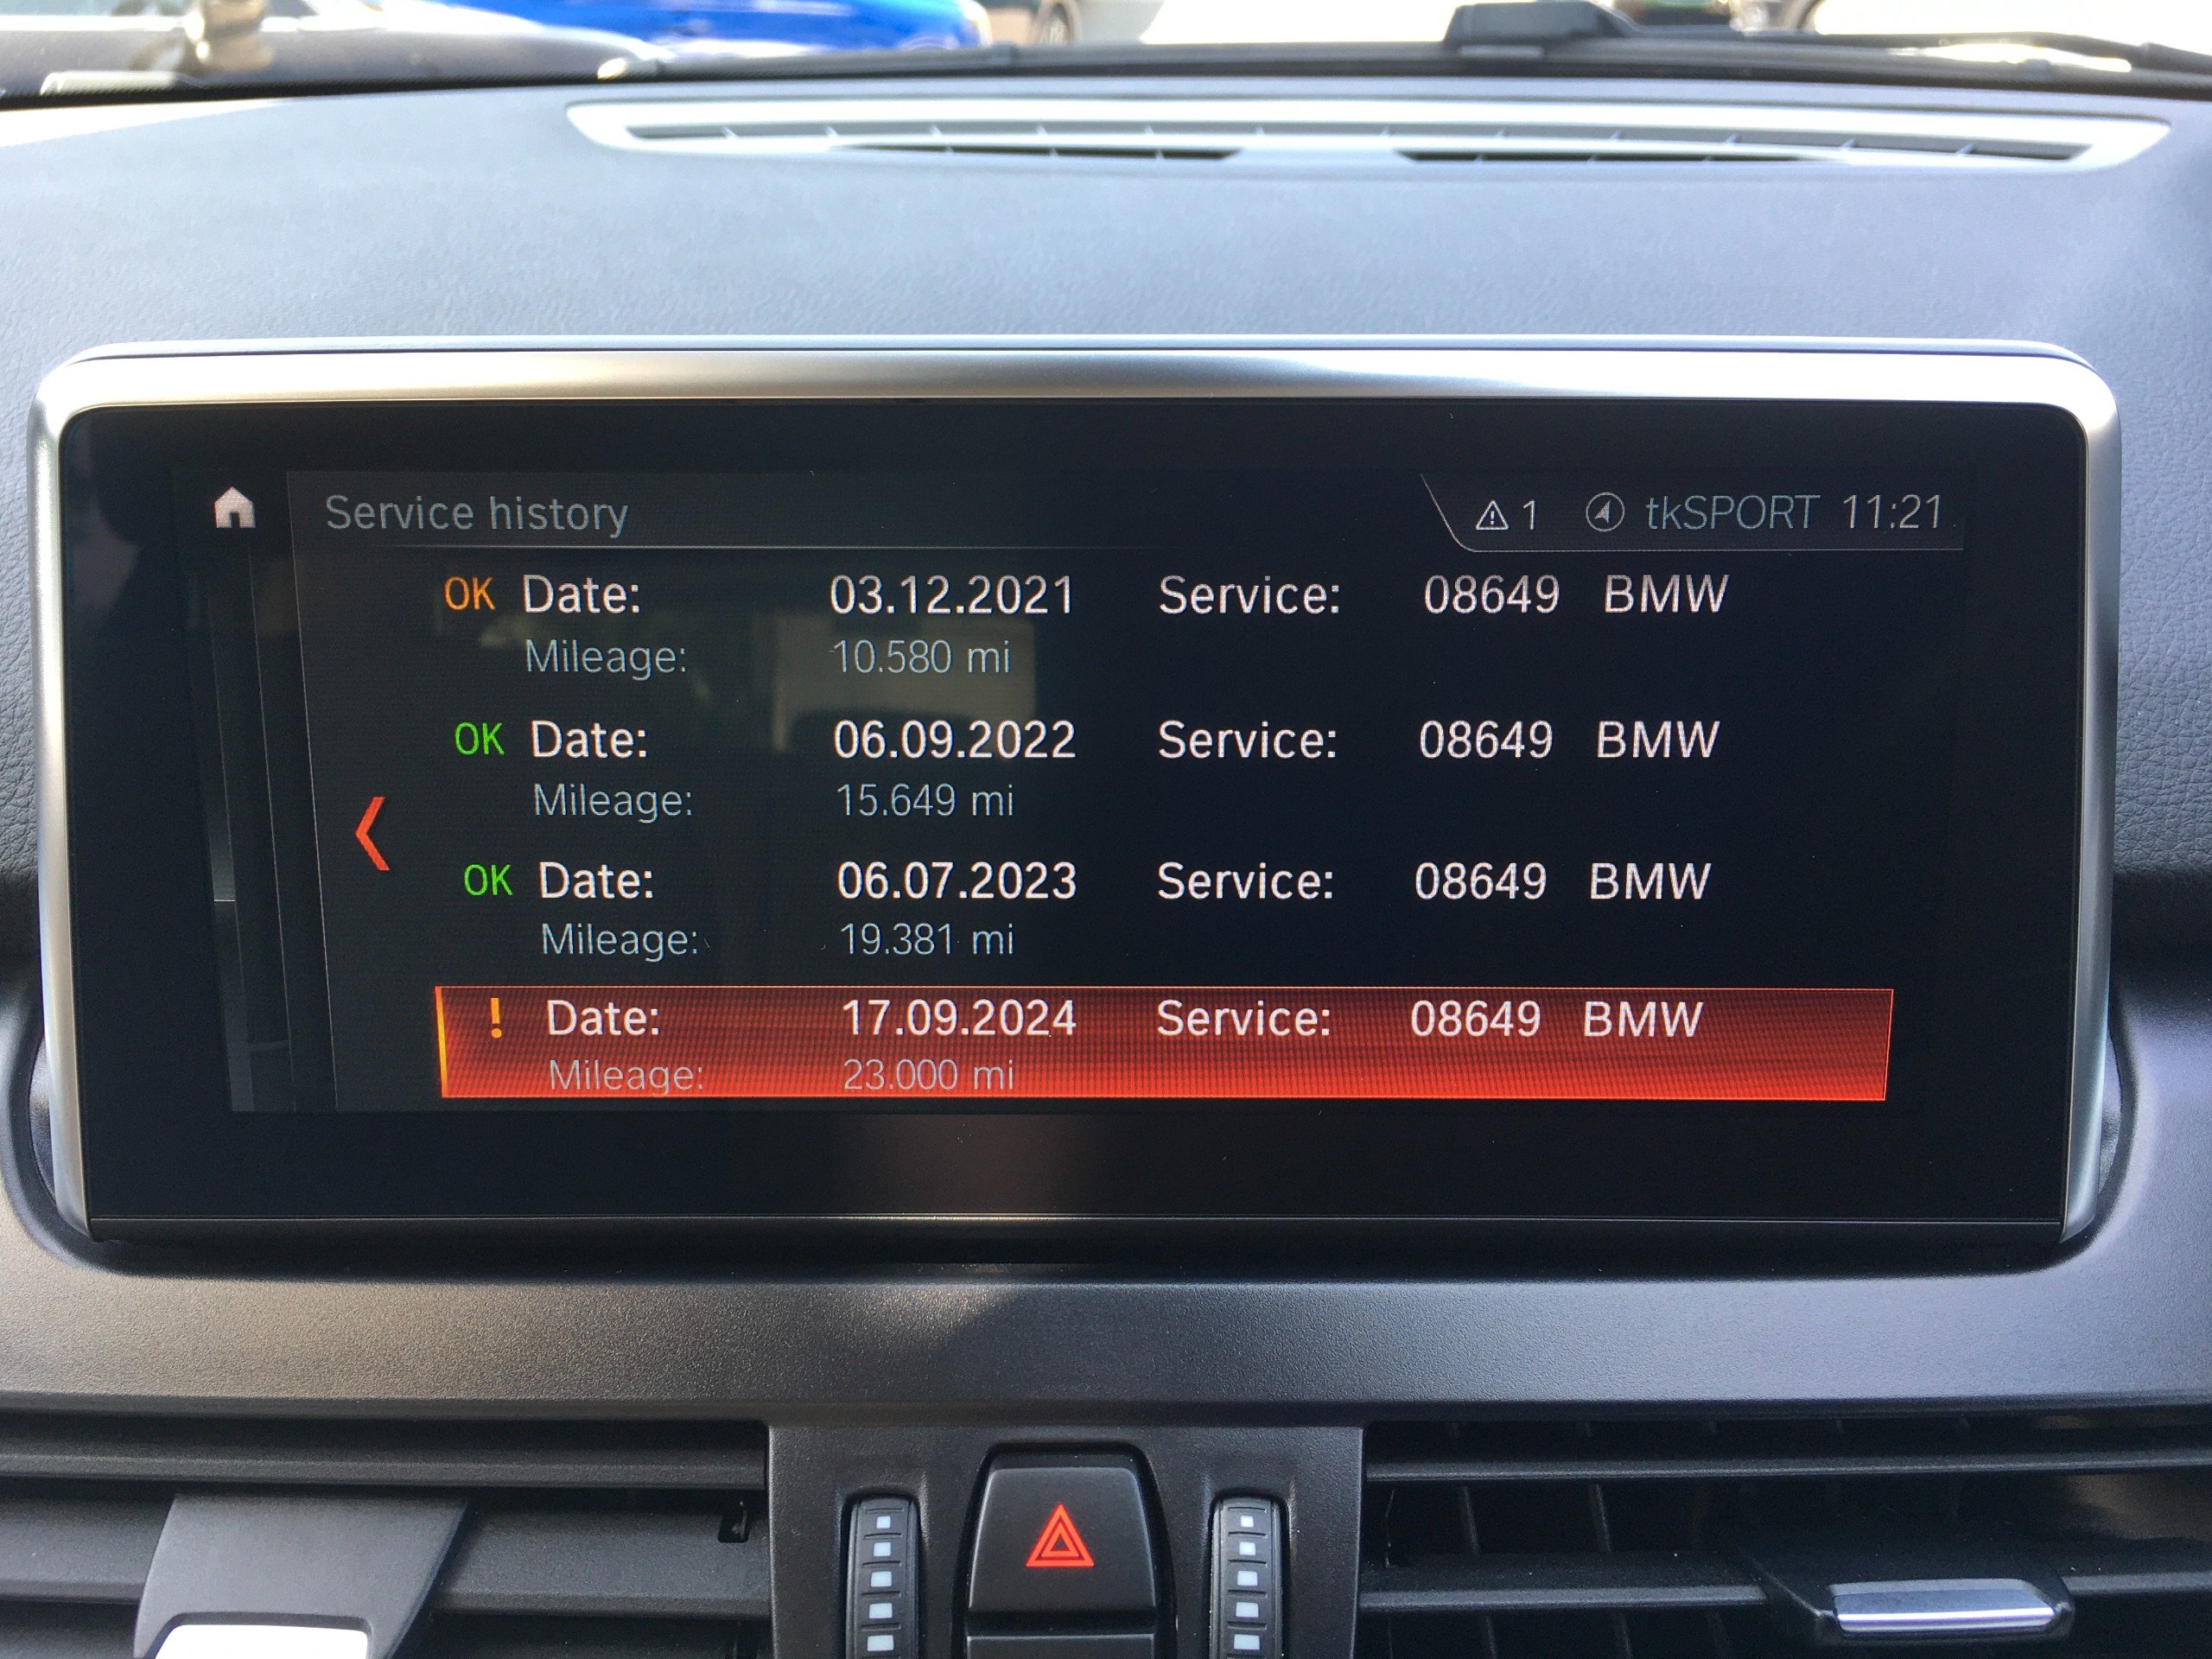 Service history 1 tkSPORT 11:21
OK Date: 03.12.2021 Service: 08649 BMW
Mileage: 10.580 mi
OK Date: 06.09.2022 Service: 08649 BMW
Mileage: 15.649 mi
OK Date: 06.07.2023 Service: 08649 BMW
Mileage: 19.381 mi
! Date: 17.09.2024 Service: 08649 BMW
Mileage: 23.000 mi